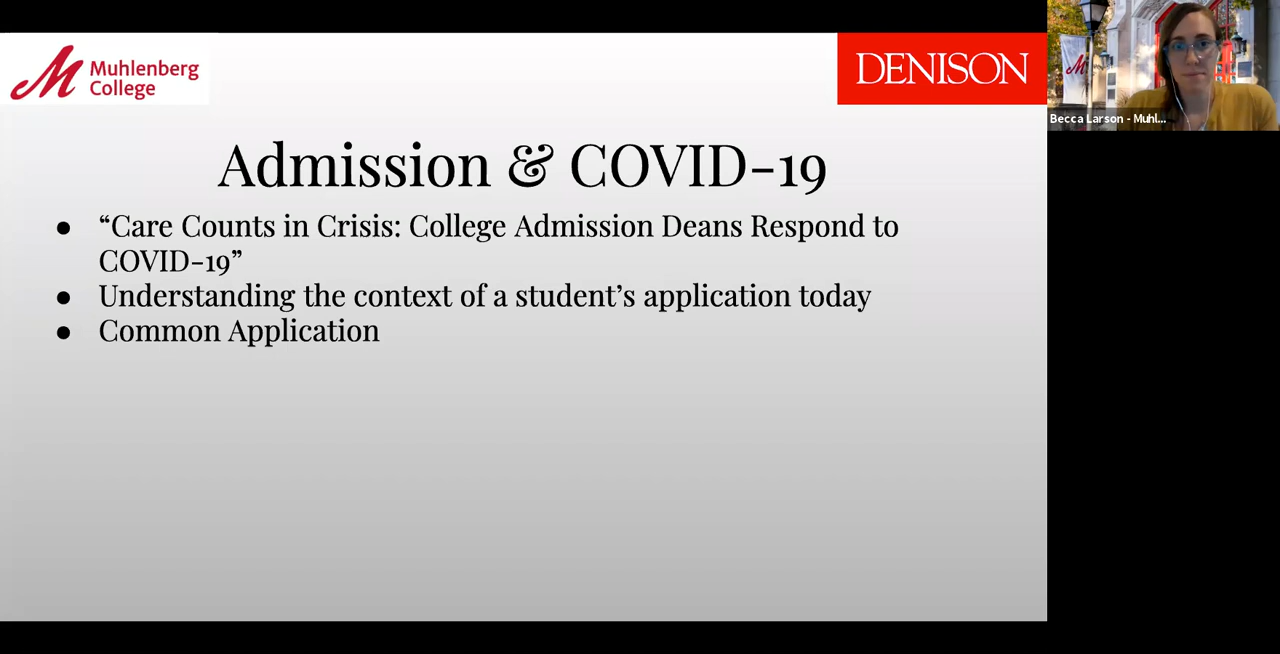 Muhlenberg
College
DENISON
Becca Larson - Muhl...
Admission & COVID-19
● “Care Counts in Crisis: College Admission Deans Respond to
COVID-19”
● Understanding the context of a student’s application today
● Common Application